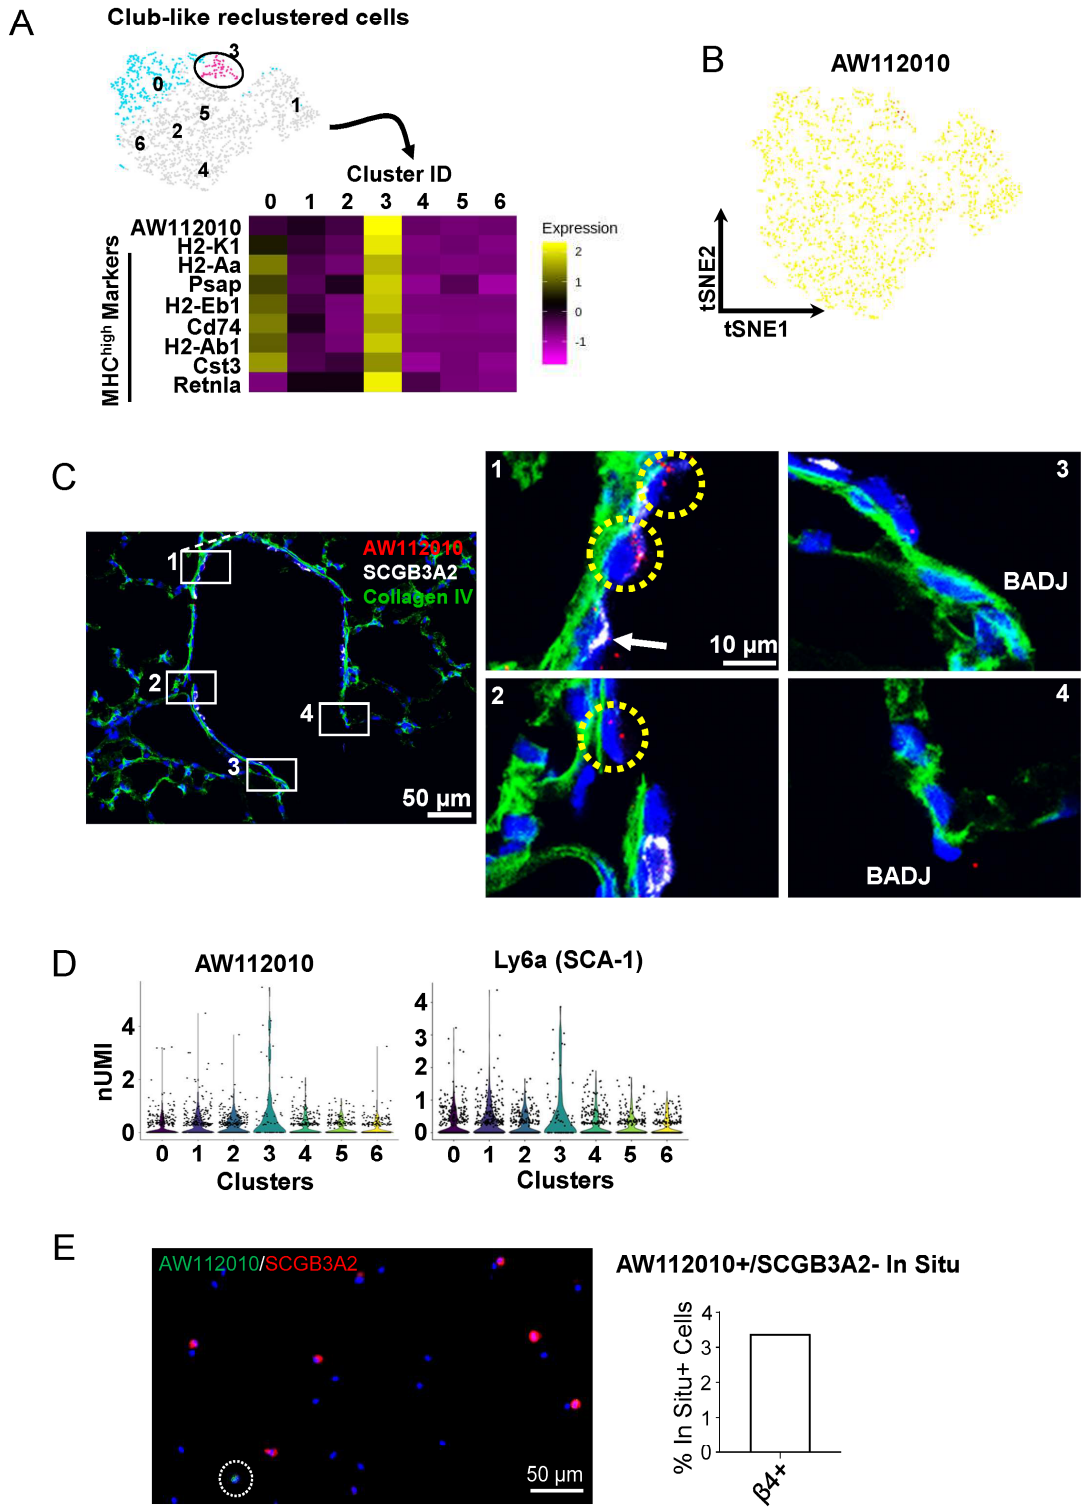 A
Club-like reclustered cells
3
0
5
1
2
6
4
Cluster ID
0 1 2 3 4 5 6
AW112010
H2-K1
H2-Aa
Psap
H2-Eb1
Cd74
H2-Ab1
Cst3
Retnla
MHChigh Markers
Expression
2
1
0
-1
B
AW112010
tSNE2
tSNE1
C
AW112010
SCGB3A2
Collagen IV
1
2
3
4
50 µm
1
10 µm
3
BADJ
2
4
BADJ
D
AW112010
nUMI
4
2
0
0 1 2 3 4 5 6
Clusters
Ly6a (SCA-1)
4
3
2
1
0
0 1 2 3 4 5 6
Clusters
E
AW112010/SCGB3A2
50 µm
AW112010+/SCGB3A2- In Situ
% In Situ+ Cells
4
3
2
1
0
β4+